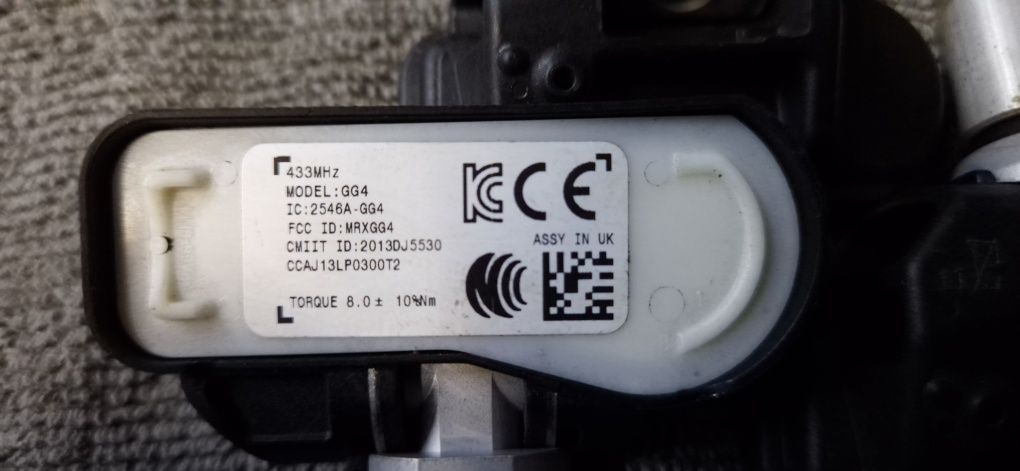 433MHz
MODEL:GG4
IC:2546A-GG4
FCC ID:MRXGG4
CMIIT ID:2013DJ5530
CCAJ13LP0300T2
TORQUE 8.0± 10%Nm
KC CE
ASSY IN UK